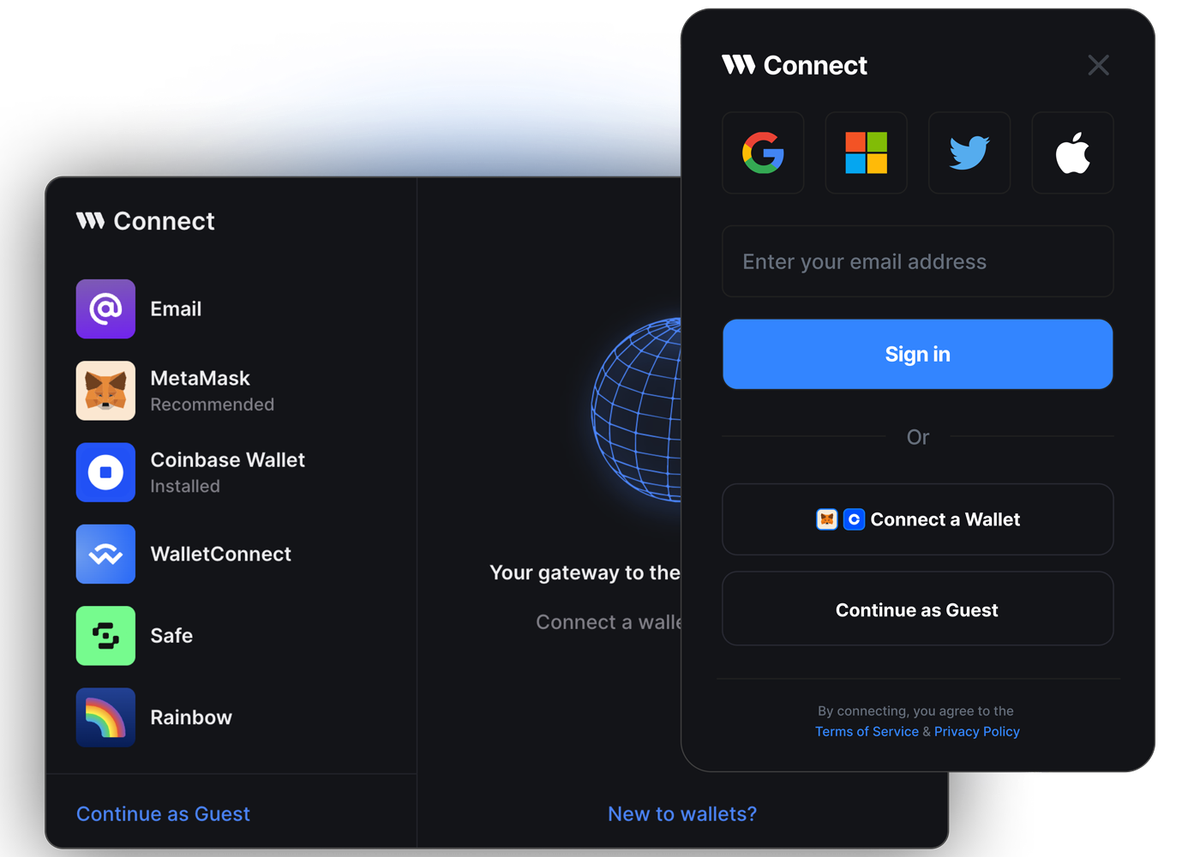 Connect
Email
MetaMask
Recommended
Coinbase Wallet
Installed
WalletConnect
Safe
Rainbow
Continue as Guest
Your gateway to the
Connect a
New to wallets?
Connect
Enter your email address
Sign in
Or
Connect a Wallet
Continue as Guest
By connecting, you agree to the
Terms of Service & Privacy Policy